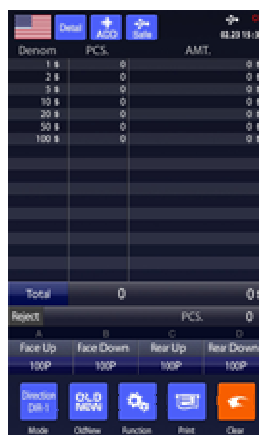 Detail ADD Safe 02.20 15:3
Denom PCS. AMT.
1 $ 0 0 $
2 $ 0 0 $
5 $ 0 0 $
10 $ 0 0 $
20 $ 0 0 $
50 $ 0 0 $
100 $ 0 0 $
Total 0 0 $
Reject PCS. 0
A B C D
Face Up Face Down Rear Up Rear Down
100P 100P 100P 100P
Direction OLD
DIR-1 NEW
Mode OldNew Function Print Clear